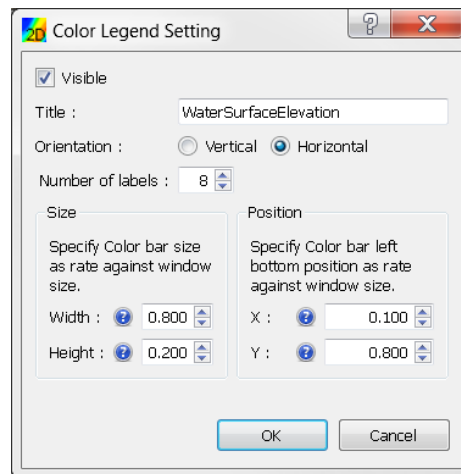 2D Color Legend Setting
Visible
Title :
WaterSurfaceElevation
Orientation :
Vertical
Horizontal
Number of labels :
8
Size
Specify Color bar size
as rate against window
size.
Width :
? 0.800
Height :
? 0.200
Position
Specify Color bar left
bottom position as rate
against window size.
X :
? 0.100
Y :
? 0.800
OK
Cancel